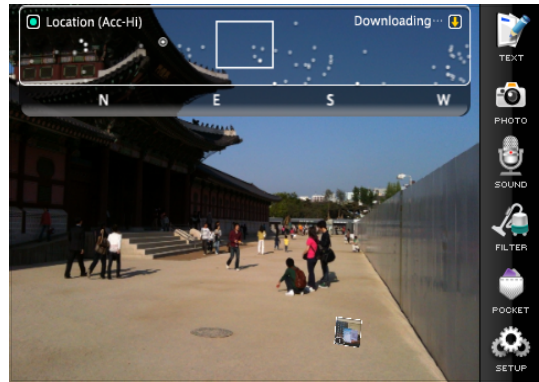 Location (Acc-Hi)
Downloading...
N E S W
TEXT
PHOTO
SOUND
FILTER
POCKET
SETUP